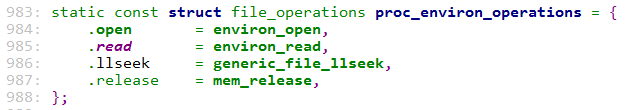 983: static const struct file_operations proc_environ_operations = {
984:     .open       = environ_open,
985:     .read       = environ_read,
986:     .llseek     = generic_file_llseek,
987:     .release    = mem_release,
988: };